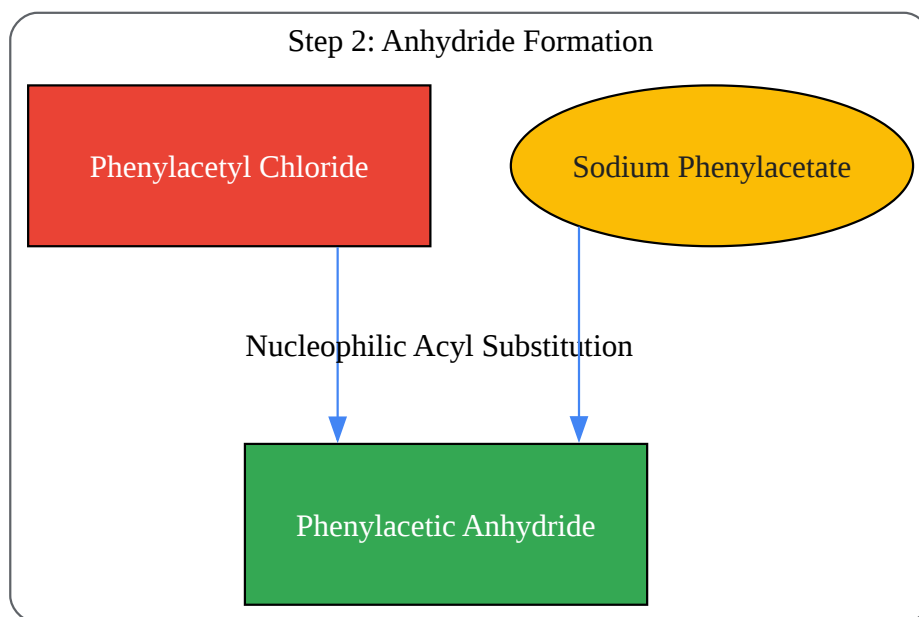 Step 2: Anhydride Formation
Phenylacetyl Chloride
Sodium Phenylacetate
Nucleophilic Acyl Substitution
Phenylacetic Anhydride